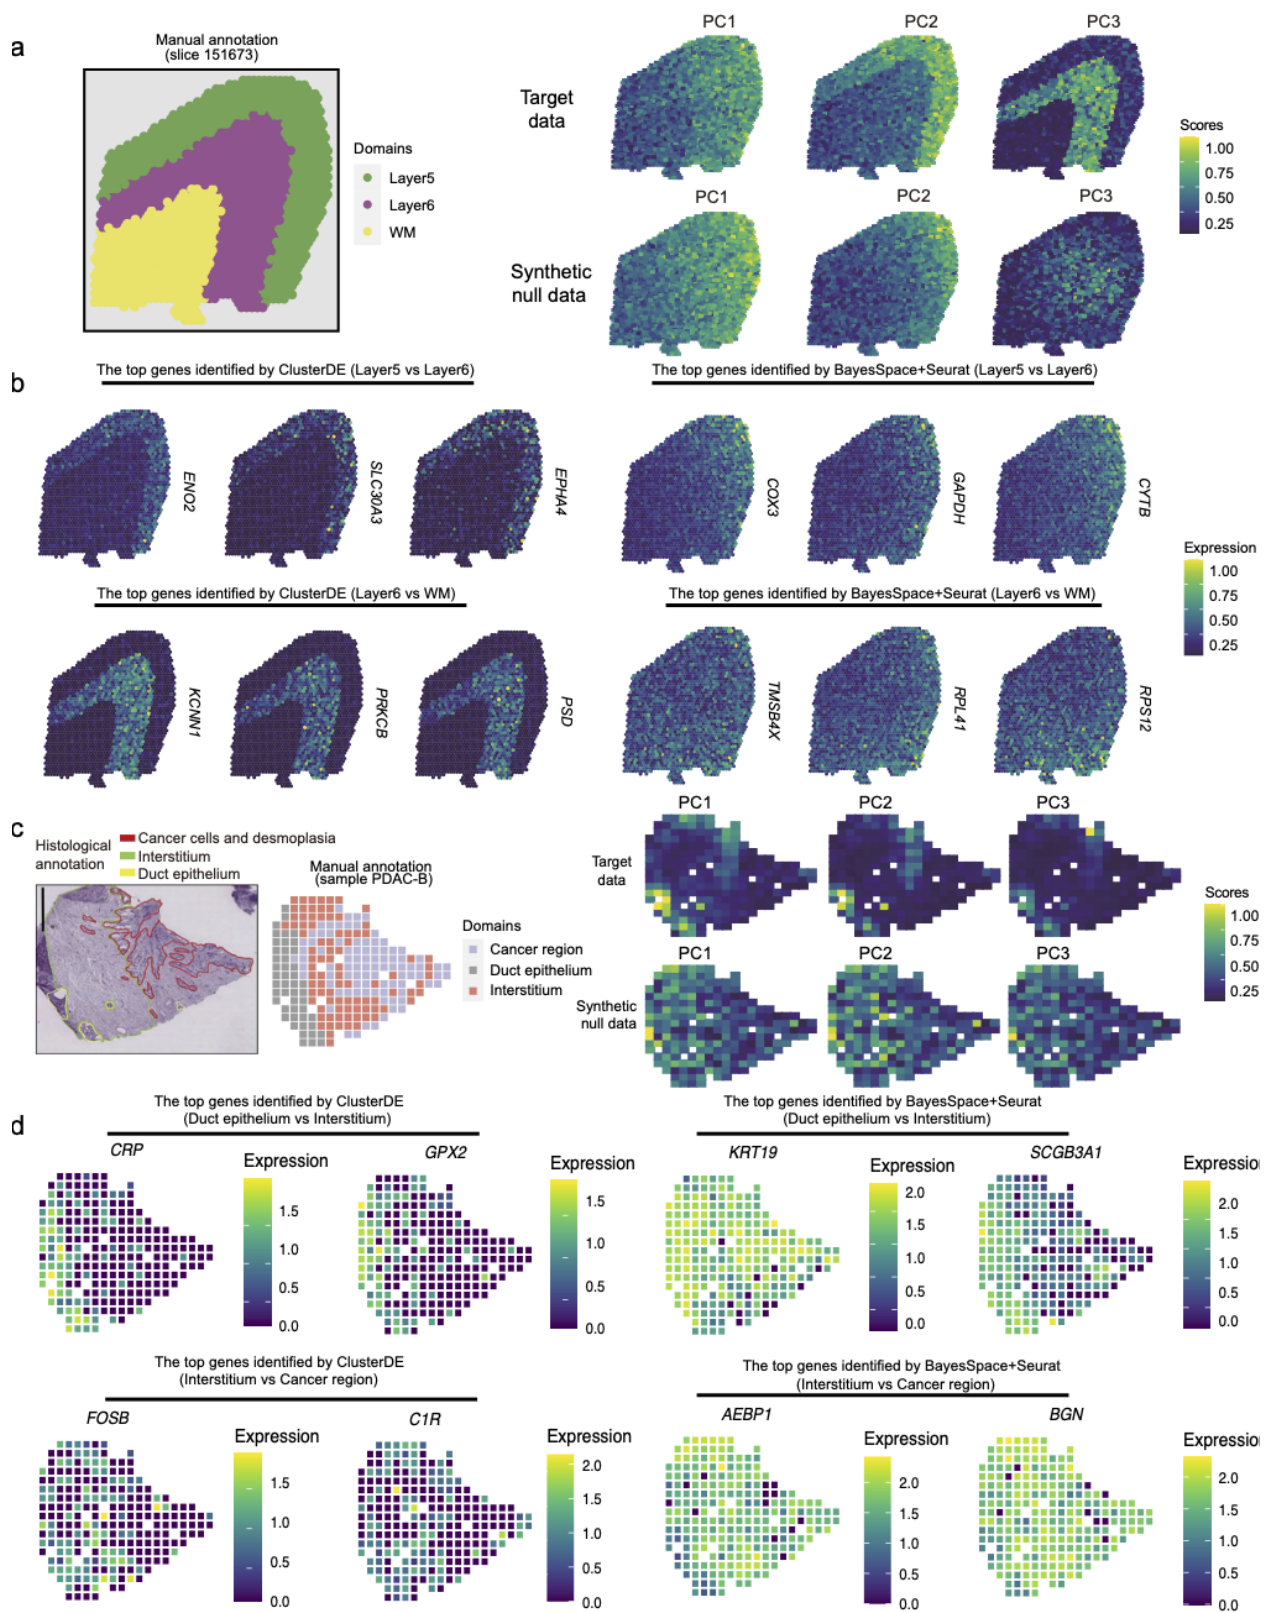 a
Manual annotation
(slice 151673)
Domains
Layer5
Layer6
WM
Target
data
PC1
PC2
PC3
Scores
1.00
0.75
0.50
0.25
Synthetic
null data
PC1
PC2
PC3
b
The top genes identified by ClusterDE (Layer5 vs Layer6)
The top genes identified by BayesSpace+Seurat (Layer5 vs Layer6)
ENO2
SLC30A3
EPHA4
COX3
GAPDH
CYTB
Expression
1.00
0.75
0.50
0.25
The top genes identified by ClusterDE (Layer6 vs WM)
The top genes identified by BayesSpace+Seurat (Layer6 vs WM)
KCNN1
PRKCB
PSD
TMSB4X
RPL41
RPS12
c
Histological
annotation
Cancer cells and desmoplasia
Interstitium
Duct epithelium
Manual annotation
(sample PDAC-B)
Domains
Cancer region
Duct epithelium
Interstitium
Target
data
PC1
PC2
PC3
Synthetic
null data
PC1
PC2
PC3
Scores
1.00
0.75
0.50
0.25
d
The top genes identified by ClusterDE
(Duct epithelium vs Interstitium)
The top genes identified by BayesSpace+Seurat
(Duct epithelium vs Interstitium)
CRP
Expression
1.5
1.0
0.5
0.0
GPX2
Expression
1.5
1.0
0.5
0.0
KRT19
Expression
2.0
1.5
1.0
0.5
0.0
SCGB3A1
Expressio
2.0
1.5
1.0
0.5
0.0
The top genes identified by ClusterDE
(Interstitium vs Cancer region)
The top genes identified by BayesSpace+Seurat
(Interstitium vs Cancer region)
FOSB
Expression
1.5
1.0
0.5
0.0
C1R
Expression
2.0
1.5
1.0
0.5
0.0
AEBP1
Expression
2.0
1.5
1.0
0.5
0.0
BGN
Expressio
2.0
1.5
1.0
0.5
0.0